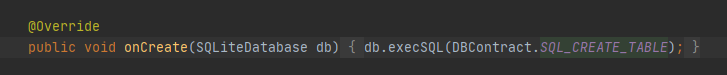 @Override
public void onCreate(SQLiteDatabase db) { db.execSQL(DBContract.SQL_CREATE_TABLE); }